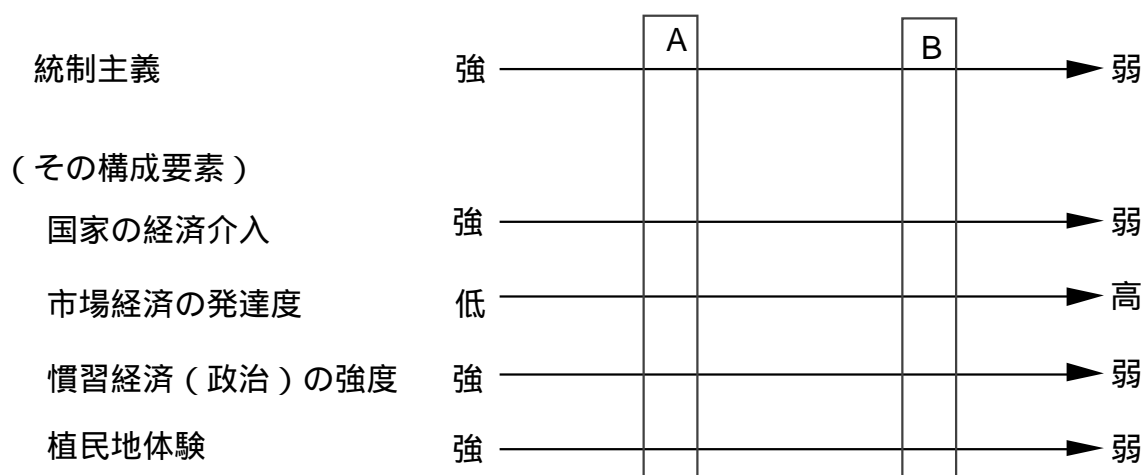 A
B
統制主義 強 弱
(その構成要素)
国家の経済介入 強 弱
市場経済の発達度 低 高
慣習経済(政治)の強度 強 弱
植民地体験 強 弱